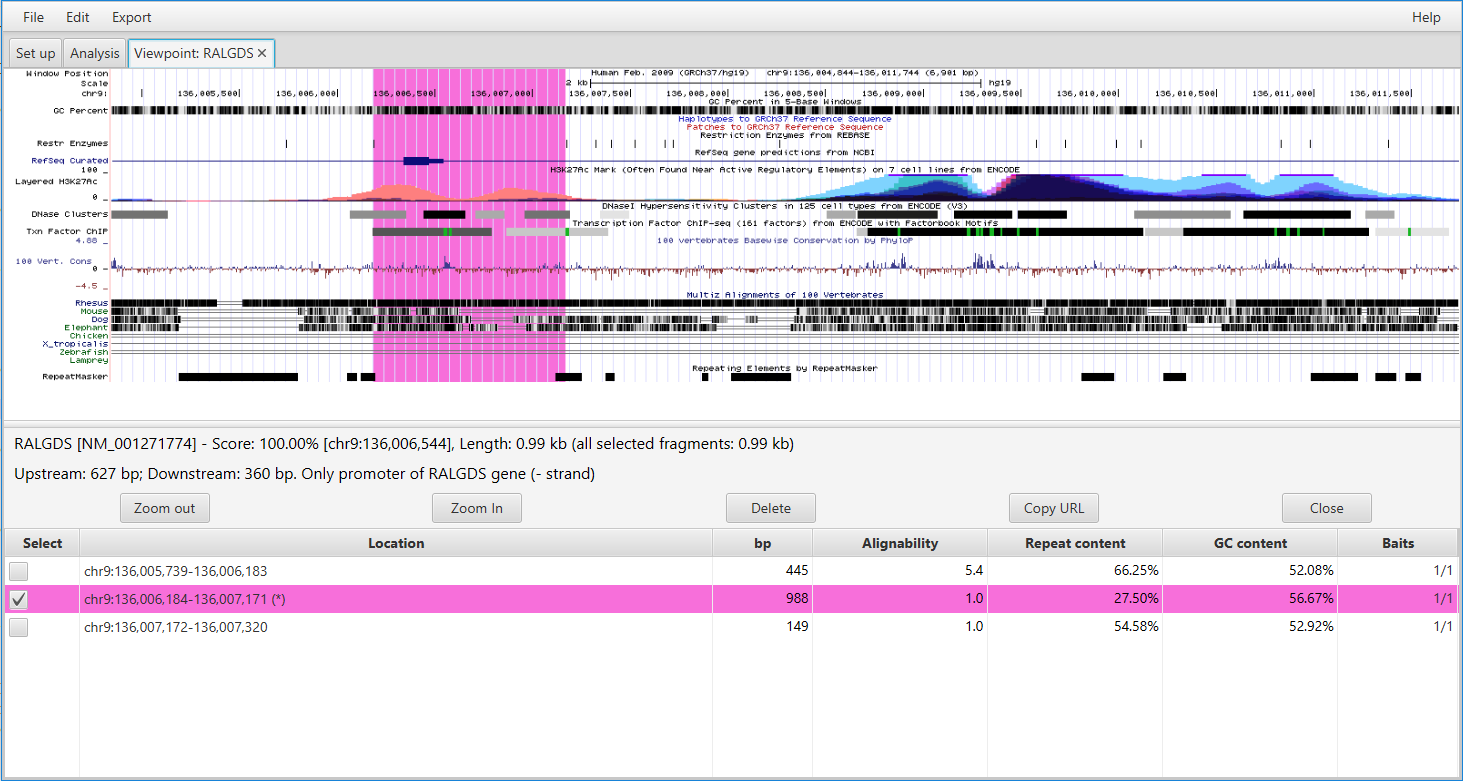 File Edit Export Help
Set up Analysis Viewpoint: RALGDS ✕
Window Position Human Feb. 2009 (GRCh37/hg19) chr9:136,004,844-136,011,744 (6,901 bp)
Scale 2 kb hg19
chr9: 136,005,500 136,006,000 136,006,500 136,007,000 136,007,500 136,008,000 136,008,500 136,009,000 136,009,500 136,010,000 136,010,500 136,011,000 136,011,500
GC Percent in 5-Base Windows
GC Percent
Haplotypes to GRCh37 Reference Sequence
Patches to GRCh37 Reference Sequence
Restriction Enzymes from REBASE
Restr Enzymes
RefSeq gene predictions from NCBI
RefSeq Curated
H3K27Ac Mark (Often Found Near Active Regulatory Elements) on 7 cell lines from ENCODE
100 _
Layered H3K27Ac
0 _
DNaseI Hypersensitivity Clusters in 125 cell types from ENCODE (V3)
DNase Clusters
Transcription Factor ChIP-seq (161 factors) from ENCODE with Factorbook Motifs
Txn Factor ChIP
100 vertebrates Basewise Conservation by PhyloP
4.88 _
100 Vert. Cons
0 _
-4.5 _
Multiz Alignments of 100 Vertebrates
Rhesus
Mouse
Dog
Elephant
Chicken
X_tropicalis
Zebrafish
Lamprey
Repeating Elements by RepeatMasker
RepeatMasker
RALGDS [NM_001271774] - Score: 100.00% [chr9:136,006,544], Length: 0.99 kb (all selected fragments: 0.99 kb)
Upstream: 627 bp; Downstream: 360 bp. Only promoter of RALGDS gene (- strand)
Zoom out Zoom In Delete Copy URL Close
Select Location bp Alignability Repeat content GC content Baits
chr9:136,005,739-136,006,183 445 5.4 66.25% 52.08% 1/1
chr9:136,006,184-136,007,171 (*) 988 1.0 27.50% 56.67% 1/1
chr9:136,007,172-136,007,320 149 1.0 54.58% 52.92% 1/1